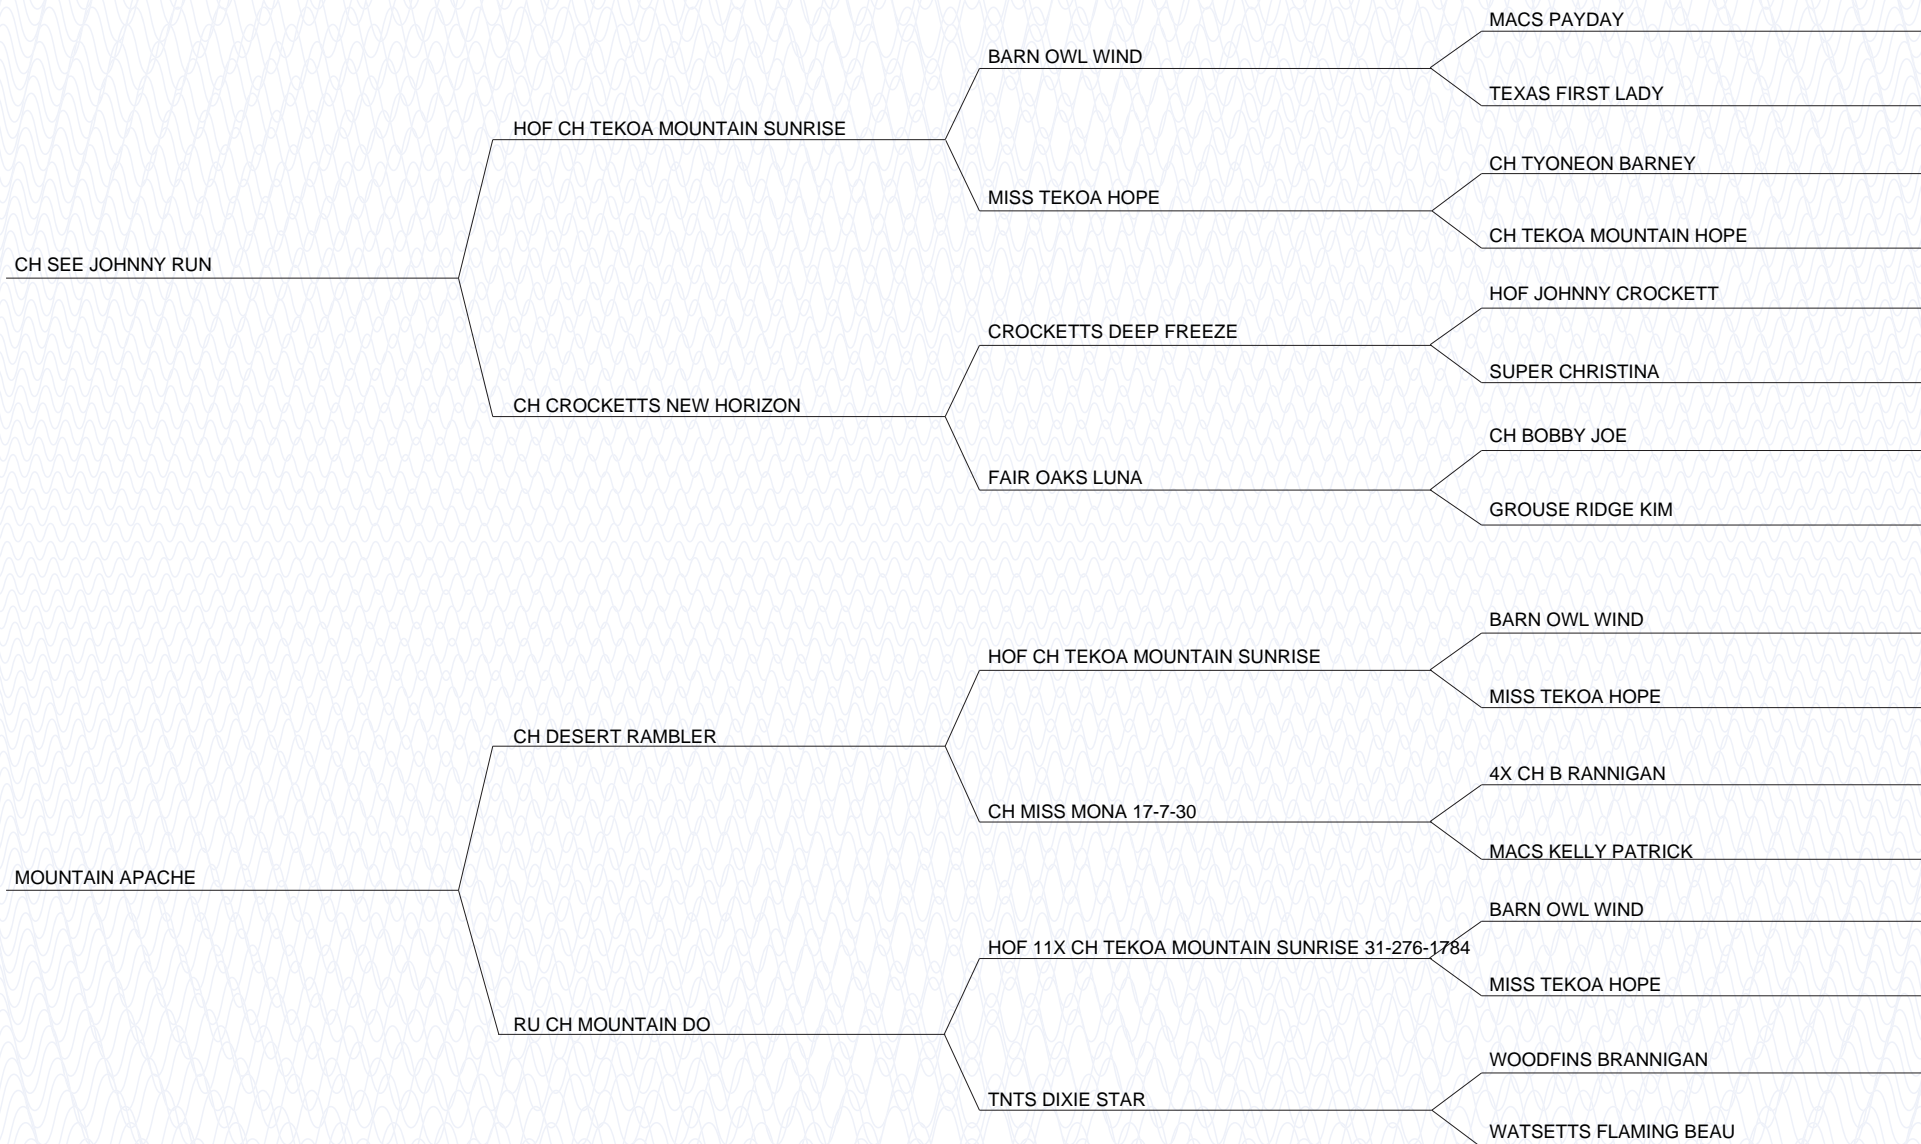 MACS PAYDAY
BARN OWL WIND
TEXAS FIRST LADY
HOF CH TEKOA MOUNTAIN SUNRISE
CH TYONEON BARNEY
MISS TEKOA HOPE
CH TEKOA MOUNTAIN HOPE
CH SEE JOHNNY RUN
HOF JOHNNY CROCKETT
CROCKETTS DEEP FREEZE
SUPER CHRISTINA
CH CROCKETTS NEW HORIZON
CH BOBBY JOE
FAIR OAKS LUNA
GROUSE RIDGE KIM
BARN OWL WIND
HOF CH TEKOA MOUNTAIN SUNRISE
MISS TEKOA HOPE
CH DESERT RAMBLER
4X CH B RANNIGAN
CH MISS MONA 17-7-30
MACS KELLY PATRICK
MOUNTAIN APACHE
BARN OWL WIND
HOF 11X CH TEKOA MOUNTAIN SUNRISE 31-276-1784
MISS TEKOA HOPE
RU CH MOUNTAIN DO
WOODFINS BRANNIGAN
TNTS DIXIE STAR
WATSETTS FLAMING BEAU